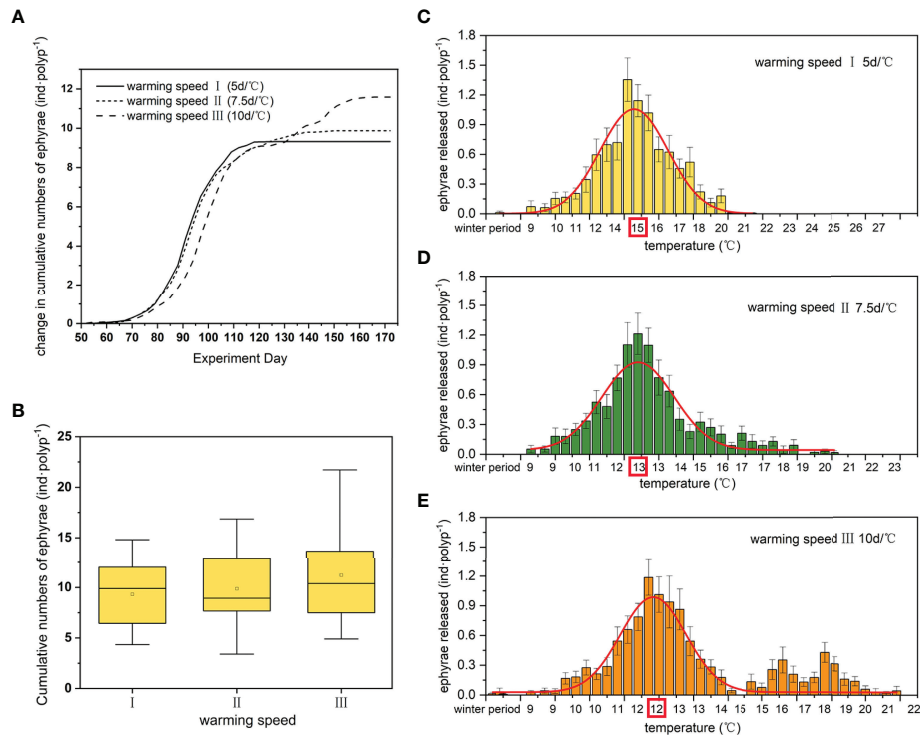 A
change in cumulative numbers of ephyrae (ind·polyp⁻¹)
12
10
8
6
4
2
0
warming speed Ⅰ (5d/℃)
warming speed Ⅱ (7.5d/℃)
warming speed Ⅲ (10d/℃)
50 60 70 80 90 100 110 120 130 140 150 160 170
Experiment Day
B
Cumulative numbers of ephyrae (ind·polyp⁻¹)
25
20
15
10
5
0
Ⅰ Ⅱ Ⅲ
warming speed
C
ephyrae released (ind·polyp⁻¹)
1.8
1.5
1.2
0.9
0.6
0.3
0.0
warming speed Ⅰ 5d/℃
winter period 9 9 10 11 12 14 15 16 17 18 20 21 22 23 24 25 26 27
temperature (℃)
D
ephyrae released (ind·polyp⁻¹)
1.8
1.5
1.2
0.9
0.6
0.3
0.0
warming speed Ⅱ 7.5d/℃
winter period 9 9 10 11 12 13 13 14 15 16 17 17 18 20 21 22 23
temperature (℃)
E
ephyrae released (ind·polyp⁻¹)
1.8
1.5
1.2
0.9
0.6
0.3
0.0
warming speed Ⅲ 10d/℃
winter period 9 9 10 10 11 12 12 13 13 14 15 16 17 18 19 21 22
temperature (℃)